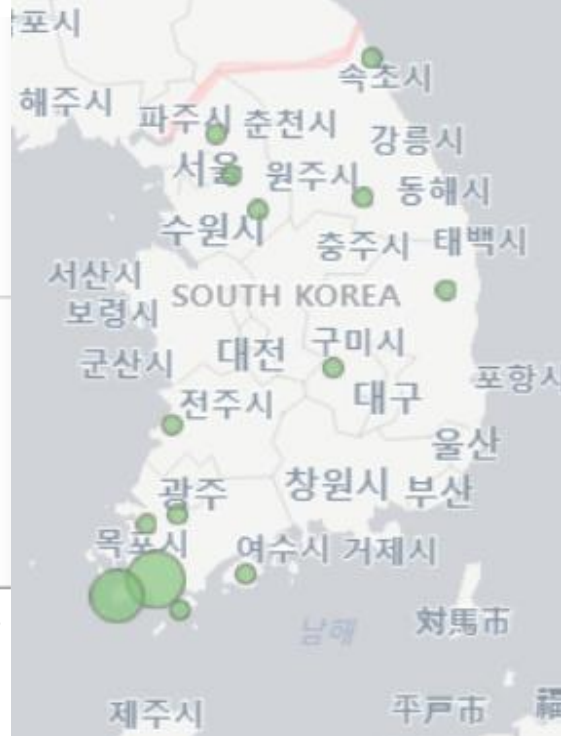 포시
속초시
해주시
파주시 춘천시
강릉시
서울 원주시
동해시
수원시
충주시 태백시
서산시
SOUTH KOREA
보령시
구미시
대전
군산시
포항시
대구
전주시
울산
광주
창원시 부산
목포시
여수시 거제시
남해
対馬市
제주시
平戸市
福